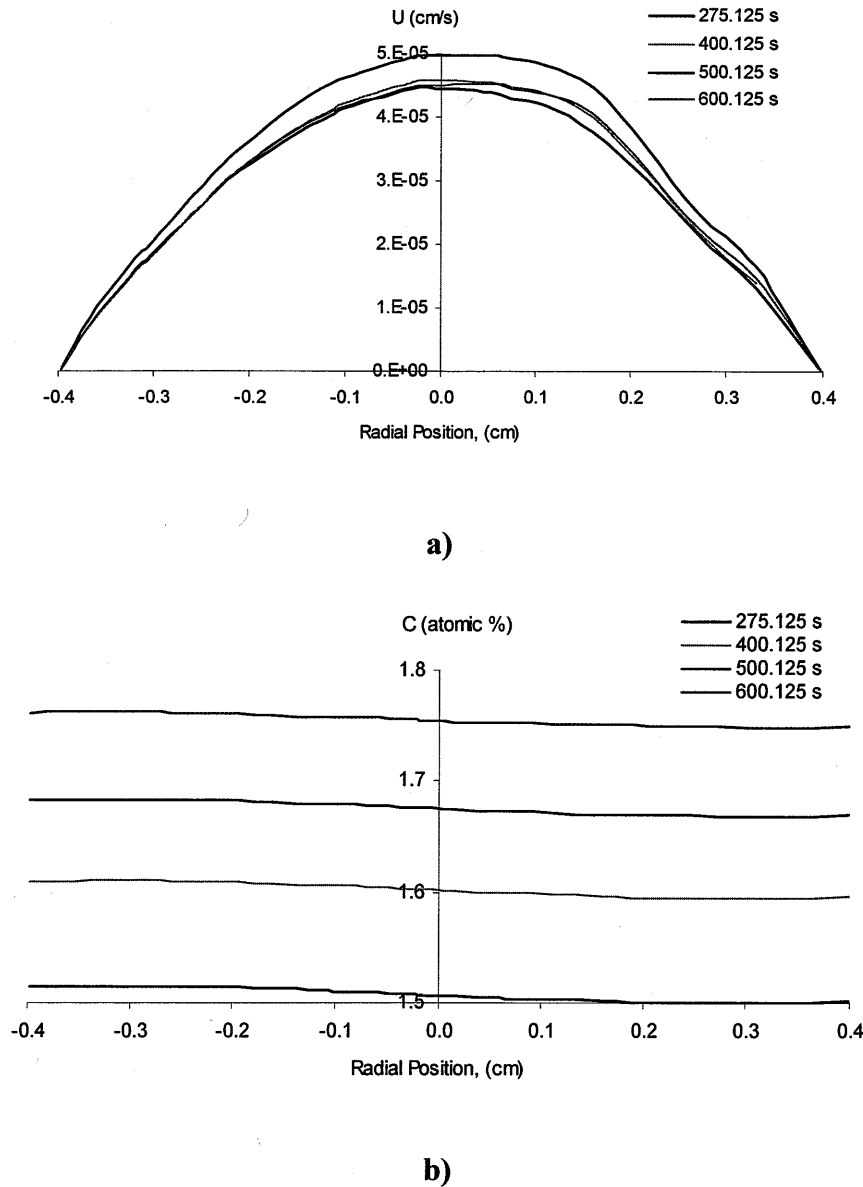 U (cm/s)
275.125 s
400.125 s
500.125 s
600.125 s
5.E-05
4.E-05
3.E-05
2.E-05
1.E-05
0.E+00
-0.4 -0.3 -0.2 -0.1 0.0 0.1 0.2 0.3 0.4
Radial Position, (cm)
a)
C (atomic %)
275.125 s
400.125 s
500.125 s
600.125 s
1.8
1.7
1.6
1.5
-0.4 -0.3 -0.2 -0.1 0.0 0.1 0.2 0.3 0.4
Radial Position, (cm)
b)